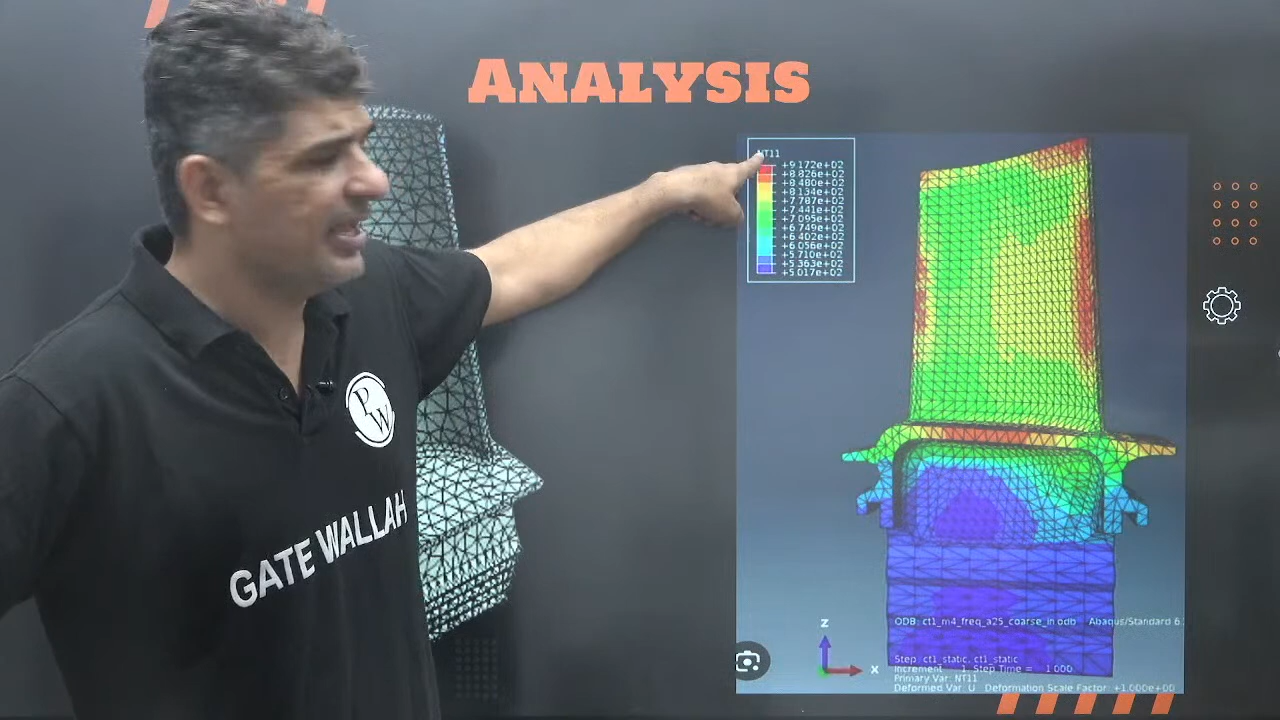 ANALYSIS
NT11
+9.172e+02
+8.826e+02
+8.480e+02
+8.134e+02
+7.787e+02
+7.441e+02
+7.095e+02
+6.749e+02
+6.402e+02
+6.056e+02
+5.710e+02
+5.363e+02
+5.017e+02
PW
GATE WALLAH
ODB: ct1_m4_freq_a25_coarse_in.odb Abaqus/Standard 6.
Z
X
Step: ct1_static, ct1_static
Increment 1: Step Time = 1.000
Primary Var: NT11
Deformed Var: U Deformation Scale Factor: +1.000e+00